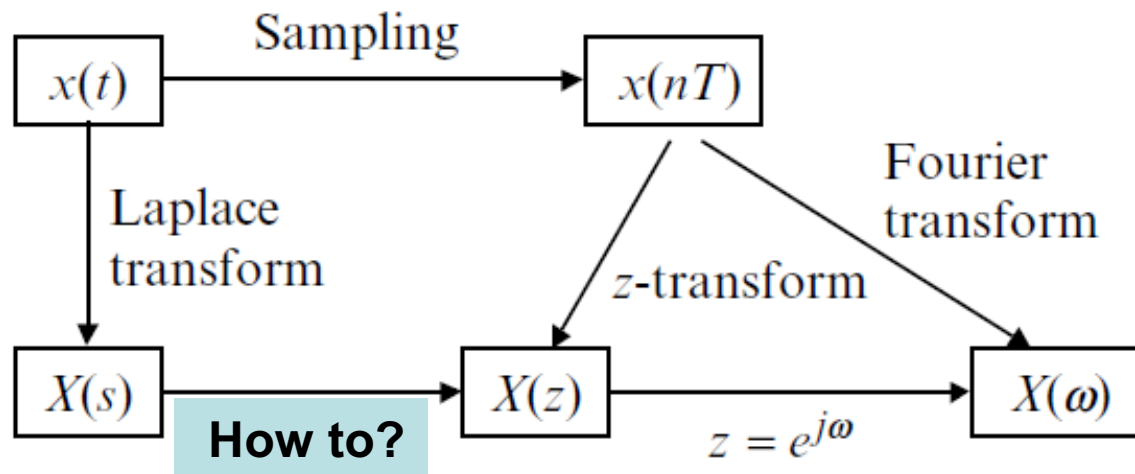 Sampling
x(t)
x(nT)
Laplace
transform
Fourier
transform
z-transform
X(s)
X(z)
X(ω)
How to?
z = e^{jω}